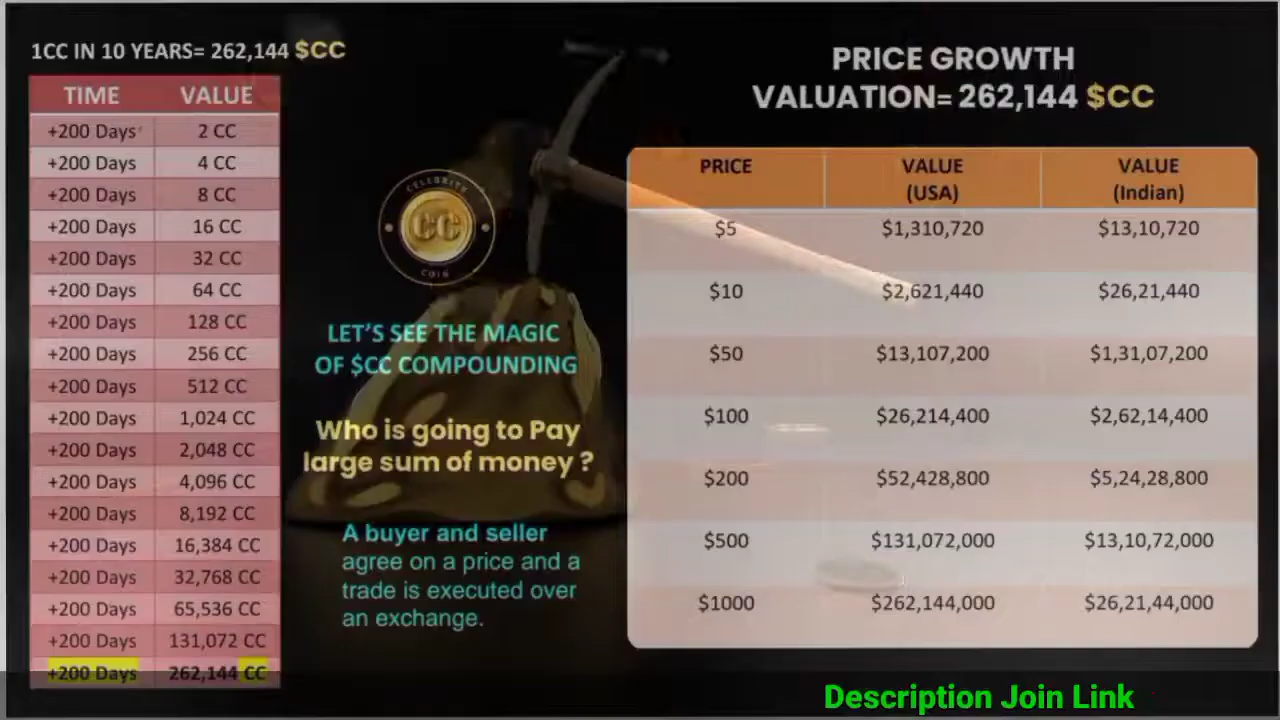 1CC IN 10 YEARS= 262,144 $CC
TIME VALUE
+200 Days 2 CC
+200 Days 4 CC
+200 Days 8 CC
+200 Days 16 CC
+200 Days 32 CC
+200 Days 64 CC
+200 Days 128 CC
+200 Days 256 CC
+200 Days 512 CC
+200 Days 1,024 CC
+200 Days 2,048 CC
+200 Days 4,096 CC
+200 Days 8,192 CC
+200 Days 16,384 CC
+200 Days 32,768 CC
+200 Days 65,536 CC
+200 Days 131,072 CC
+200 Days 262,144 CC
CELEBRITY
CC
COIN
LET'S SEE THE MAGIC
OF $CC COMPOUNDING
Who is going to Pay
large sum of money ?
A buyer and seller
agree on a price and a
trade is executed over
an exchange.
PRICE GROWTH
VALUATION= 262,144 $CC
PRICE VALUE VALUE
(USA) (Indian)
$5 $1,310,720 $13,10,720
$10 $2,621,440 $26,21,440
$50 $13,107,200 $1,31,07,200
$100 $26,214,400 $2,62,14,400
$200 $52,428,800 $5,24,28,800
$500 $131,072,000 $13,10,72,000
$1000 $262,144,000 $26,21,44,000
Description Join Link